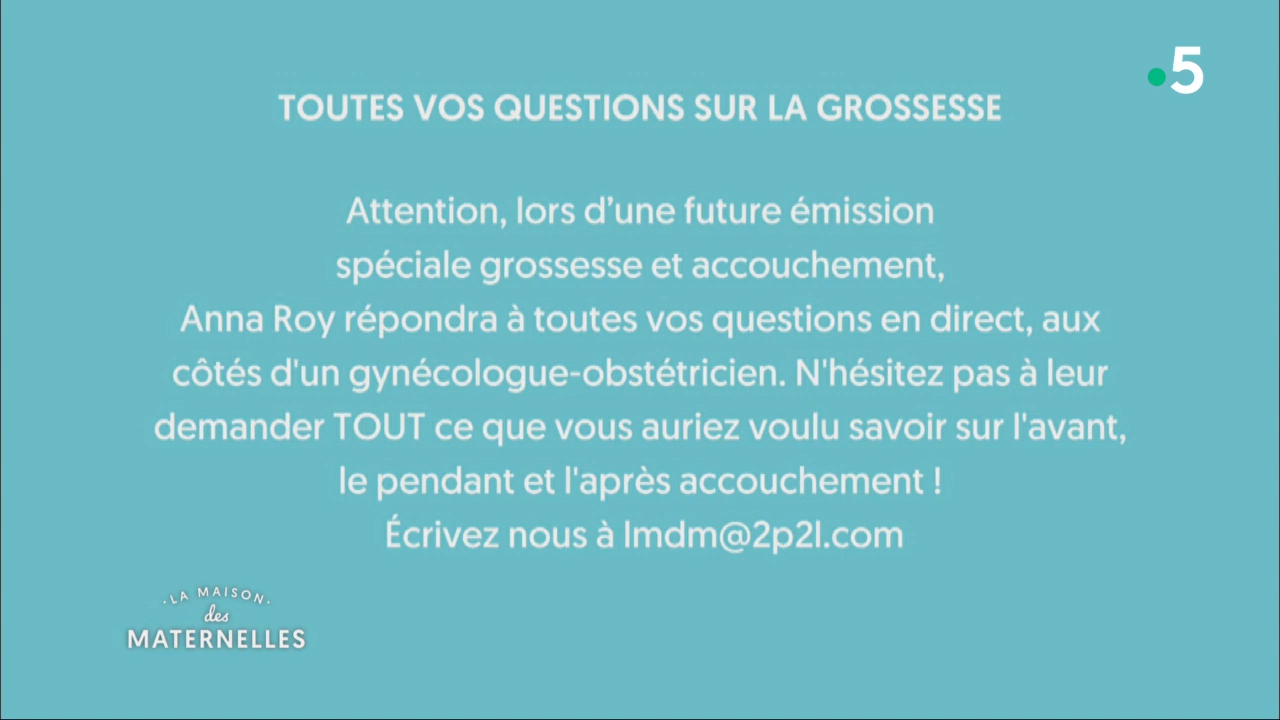 5
TOUTES VOS QUESTIONS SUR LA GROSSESSE
Attention, lors d’une future émission
spéciale grossesse et accouchement,
Anna Roy répondra à toutes vos questions en direct, aux
côtés d'un gynécologue-obstétricien. N'hésitez pas à leur
demander TOUT ce que vous auriez voulu savoir sur l'avant,
le pendant et l'après accouchement !
Écrivez nous à lmdm@2p2l.com
·LA MAISON·
des
MATERNELLES